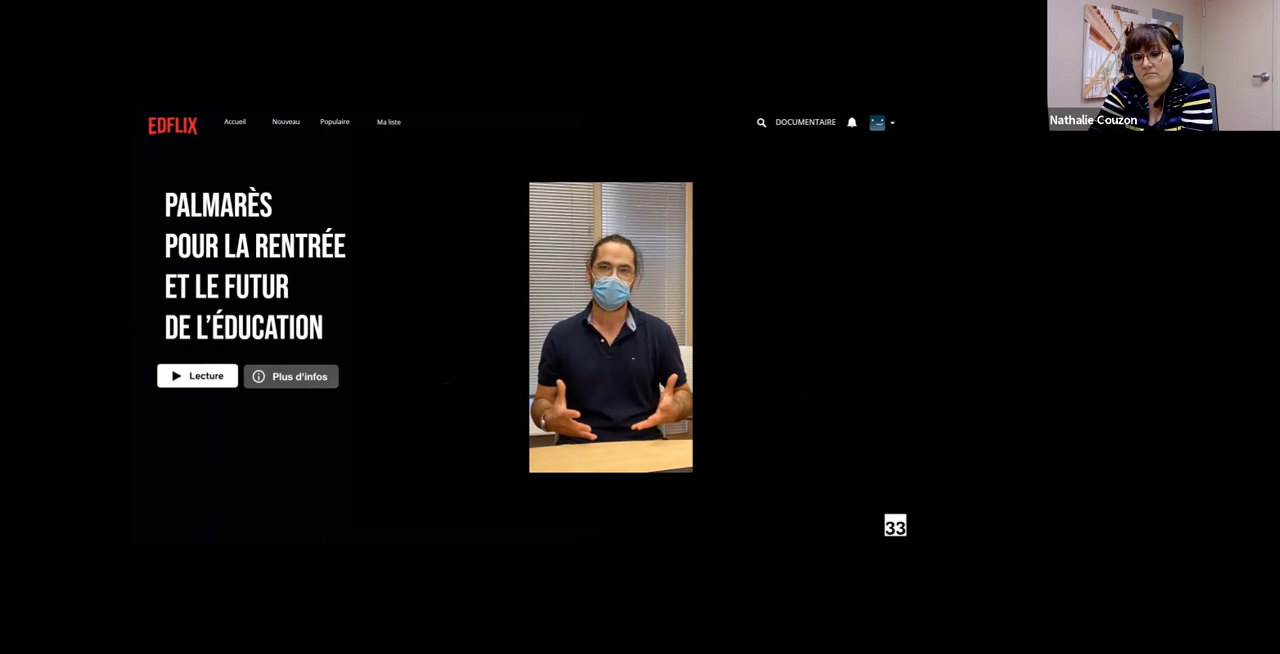 EDFLIX
Accueil
Nouveau
Populaire
Ma liste
DOCUMENTAIRE
Nathalie Couzon
PALMARÈS
POUR LA RENTRÉE
ET LE FUTUR
DE L'ÉDUCATION
Lecture
Plus d'infos
33